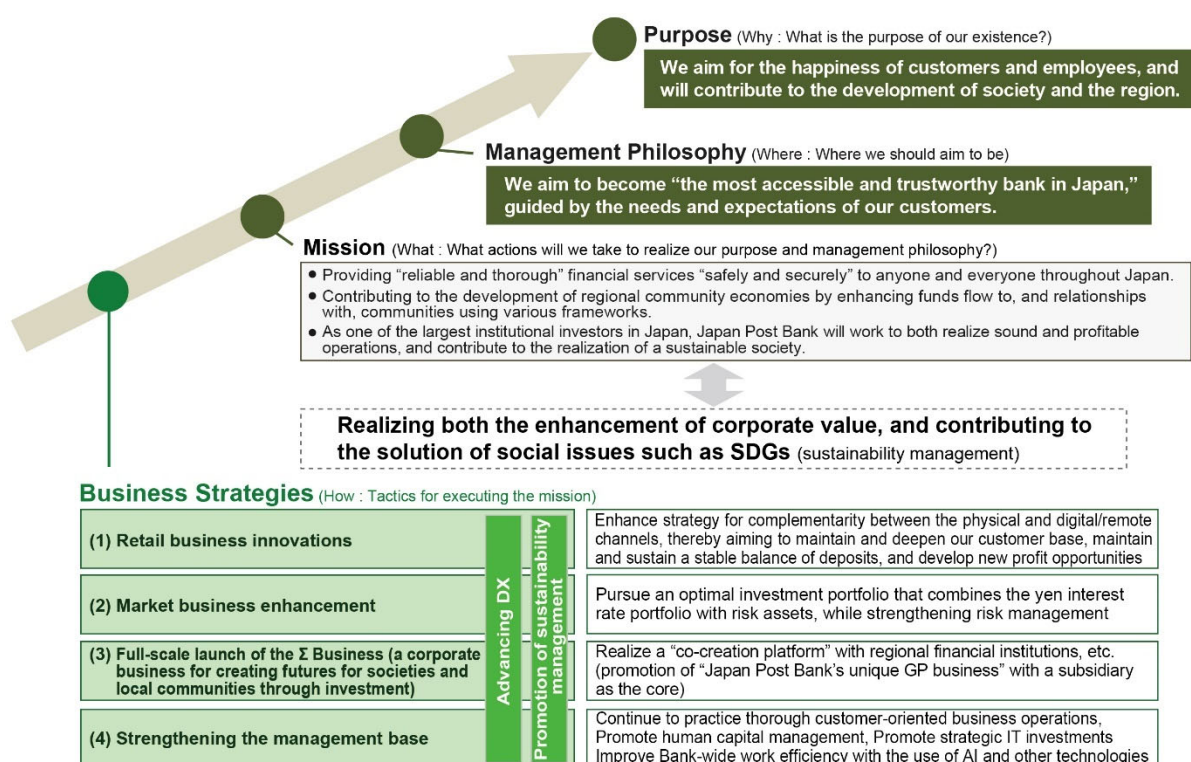 Purpose (Why : What is the purpose of our existence?)
We aim for the happiness of customers and employees, and
will contribute to the development of society and the region.
Management Philosophy (Where : Where we should aim to be)
We aim to become “the most accessible and trustworthy bank in Japan,”
guided by the needs and expectations of our customers.
Mission (What : What actions will we take to realize our purpose and management philosophy?)
● Providing “reliable and thorough” financial services “safely and securely” to anyone and everyone throughout Japan.
● Contributing to the development of regional community economies by enhancing funds flow to, and relationships
with, communities using various frameworks.
● As one of the largest institutional investors in Japan, Japan Post Bank will work to both realize sound and profitable
operations, and contribute to the realization of a sustainable society.
Realizing both the enhancement of corporate value, and contributing to
the solution of social issues such as SDGs (sustainability management)
Business Strategies (How : Tactics for executing the mission)
(1) Retail business innovations
Enhance strategy for complementarity between the physical and digital/remote
channels, thereby aiming to maintain and deepen our customer base, maintain
and sustain a stable balance of deposits, and develop new profit opportunities
(2) Market business enhancement
Pursue an optimal investment portfolio that combines the yen interest
rate portfolio with risk assets, while strengthening risk management
(3) Full-scale launch of the Σ Business (a corporate
business for creating futures for societies and
local communities through investment)
Realize a “co-creation platform” with regional financial institutions, etc.
(promotion of “Japan Post Bank’s unique GP business” with a subsidiary
as the core)
(4) Strengthening the management base
Continue to practice thorough customer-oriented business operations,
Promote human capital management, Promote strategic IT investments
Improve Bank-wide work efficiency with the use of AI and other technologies
Advancing DX
Promotion of sustainability
management